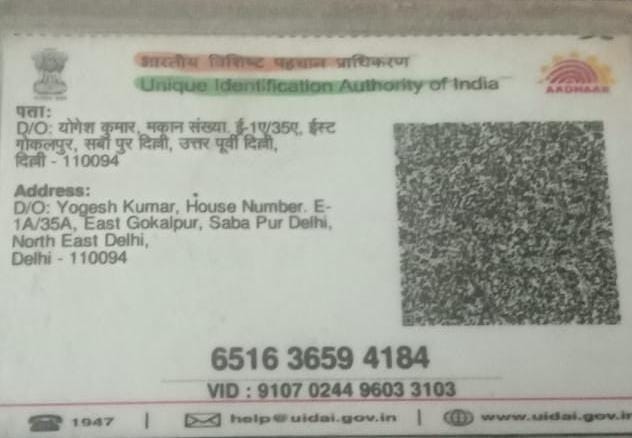 भारतीय विशिष्ट पहचान प्राधिकरण
Unique Identification Authority of India
AADHAAR
पता:
D/O: योगेश कुमार, मकान संख्या. ई-1ए/35ए, ईस्ट
गोकलपुर, सबो पुर दिल्ली, उत्तर पूर्वी दिल्ली,
दिल्ली - 110094
Address:
D/O: Yogesh Kumar, House Number. E-
1A/35A, East Gokalpur, Saba Pur Delhi,
North East Delhi,
Delhi - 110094
6516 3659 4184
VID : 9107 0244 9603 3103
1947 | help@uidai.gov.in | www.uidai.gov.in